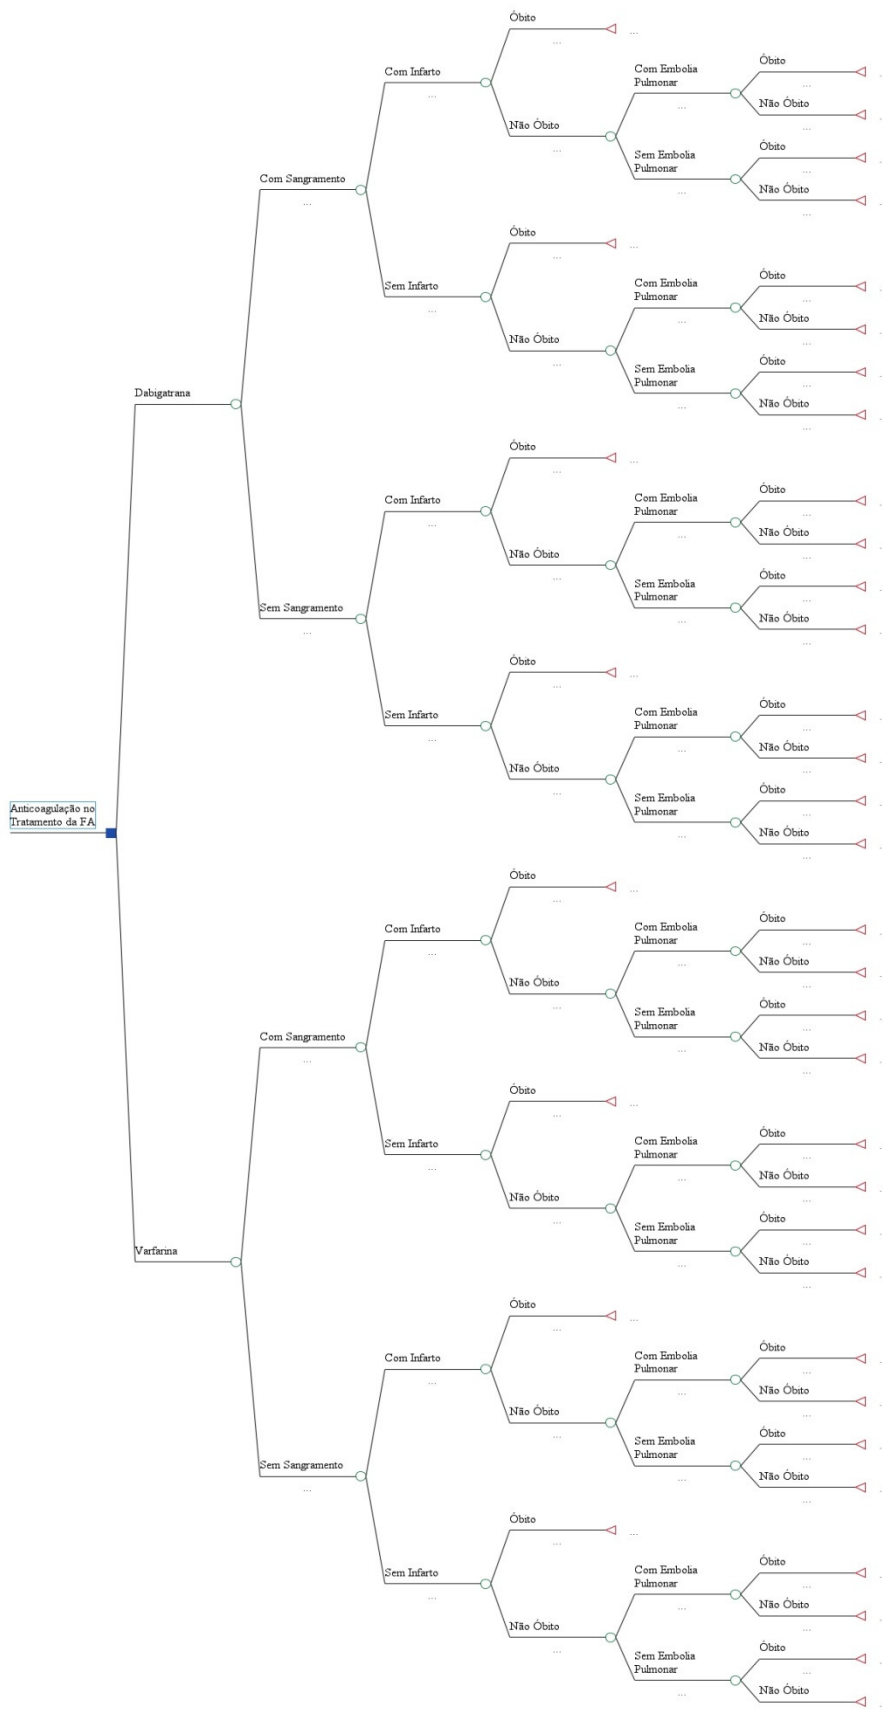 Anticoagulação no
Tratamento da FA
Dabigatrana
Com Sangramento
Com Infarto
Óbito
Não Óbito
Com Embolia
Pulmonar
Óbito
Não Óbito
Sem Embolia
Pulmonar
Óbito
Não Óbito
Sem Infarto
Óbito
Não Óbito
Com Embolia
Pulmonar
Óbito
Não Óbito
Sem Embolia
Pulmonar
Óbito
Não Óbito
Sem Sangramento
Com Infarto
Óbito
Não Óbito
Com Embolia
Pulmonar
Óbito
Não Óbito
Sem Embolia
Pulmonar
Óbito
Não Óbito
Sem Infarto
Óbito
Não Óbito
Com Embolia
Pulmonar
Óbito
Não Óbito
Sem Embolia
Pulmonar
Óbito
Não Óbito
Varfarina
Com Sangramento
Com Infarto
Óbito
Não Óbito
Com Embolia
Pulmonar
Óbito
Não Óbito
Sem Embolia
Pulmonar
Óbito
Não Óbito
Sem Infarto
Óbito
Não Óbito
Com Embolia
Pulmonar
Óbito
Não Óbito
Sem Embolia
Pulmonar
Óbito
Não Óbito
Sem Sangramento
Com Infarto
Óbito
Não Óbito
Com Embolia
Pulmonar
Óbito
Não Óbito
Sem Embolia
Pulmonar
Óbito
Não Óbito
Sem Infarto
Óbito
Não Óbito
Com Embolia
Pulmonar
Óbito
Não Óbito
Sem Embolia
Pulmonar
Óbito
Não Óbito